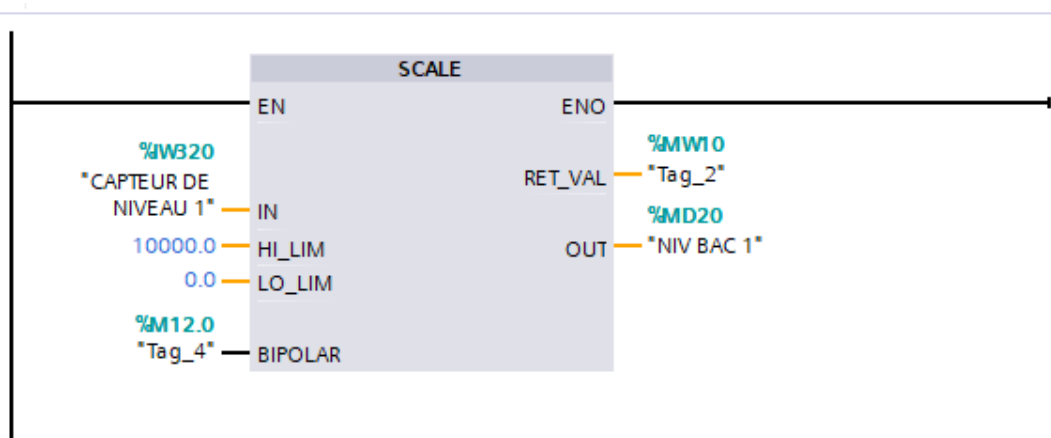 SCALE
EN
ENO
%IW320
"CAPTEUR DE
NIVEAU 1"
IN
%MW10
RET_VAL
"Tag_2"
%MD20
10000.0
HI_LIM
OUT
"NIV BAC 1"
0.0
LO_LIM
%M12.0
"Tag_4"
BIPOLAR